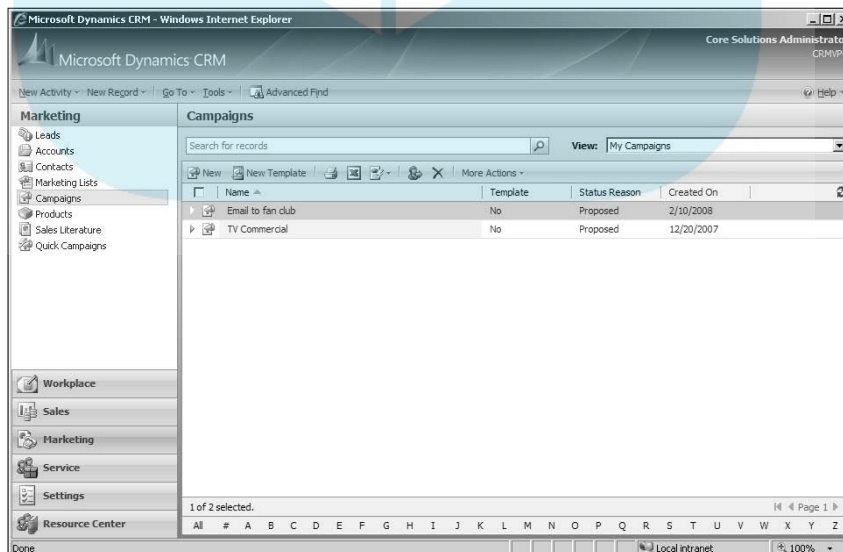 Microsoft Dynamics CRM - Windows Internet Explorer
Core Solutions Administrato
Microsoft Dynamics CRM
CRMVP
New Activity New Record Go To Tools Advanced Find Help
Marketing Campaigns
Leads
Accounts
Contacts
Marketing Lists
Campaigns
Products
Sales Literature
Quick Campaigns
Search for records View: My Campaigns
New New Template More Actions
Name Template Status Reason Created On
Email to fan club No Proposed 2/10/2008
TV Commercial No Proposed 12/20/2007
Workplace
Sales
Marketing
Service
Settings
Resource Center
1 of 2 selected. Page 1
All # A B C D E F G H I J K L M N O P Q R S T U V W X Y Z
Done Local intranet 100%